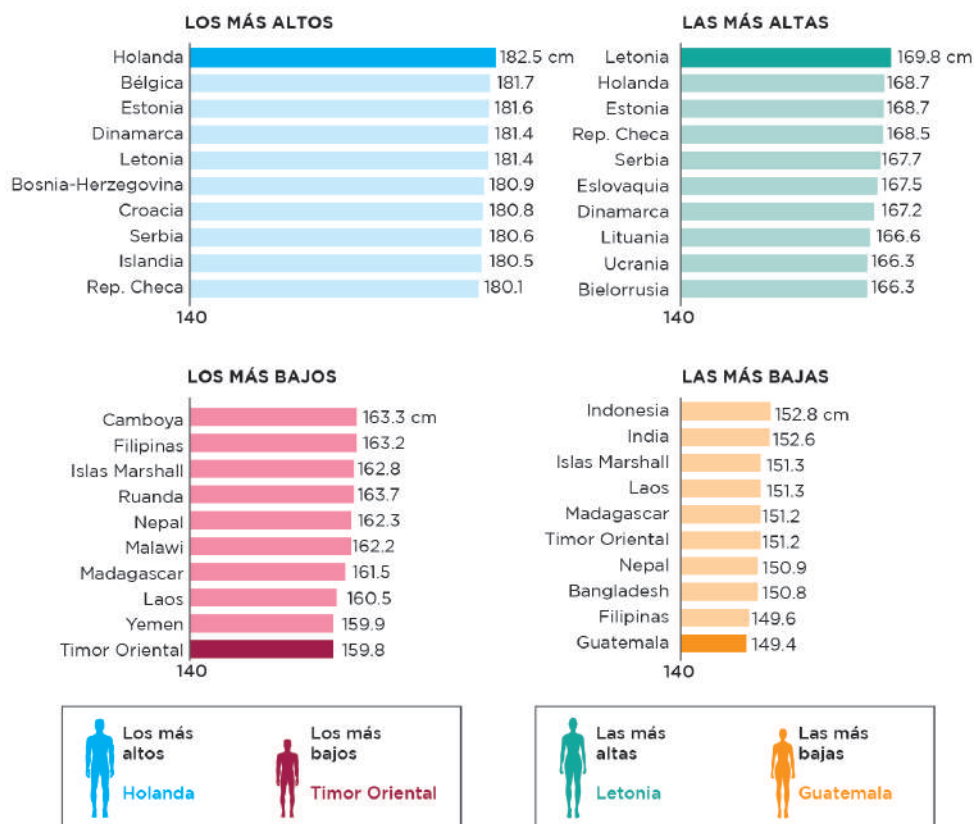 LOS MÁS ALTOS
Holanda 182.5 cm
Bélgica 181.7
Estonia 181.6
Dinamarca 181.4
Letonia 181.4
Bosnia-Herzegovina 180.9
Croacia 180.8
Serbia 180.6
Islandia 180.5
Rep. Checa 180.1
140
LAS MÁS ALTAS
Letonia 169.8 cm
Holanda 168.7
Estonia 168.7
Rep. Checa 168.5
Serbia 167.7
Eslovaquia 167.5
Dinamarca 167.2
Lituania 166.6
Ucrania 166.3
Bielorrusia 166.3
140
LOS MÁS BAJOS
Camboya 163.3 cm
Filipinas 163.2
Islas Marshall 162.8
Ruanda 163.7
Nepal 162.3
Malawi 162.2
Madagascar 161.5
Laos 160.5
Yemen 159.9
Timor Oriental 159.8
140
LAS MÁS BAJAS
Indonesia 152.8 cm
India 152.6
Islas Marshall 151.3
Laos 151.3
Madagascar 151.2
Timor Oriental 151.2
Nepal 150.9
Bangladesh 150.8
Filipinas 149.6
Guatemala 149.4
140
Los más
altos
Holanda
Los más
bajos
Timor Oriental
Las más
altas
Letonia
Las más
bajas
Guatemala